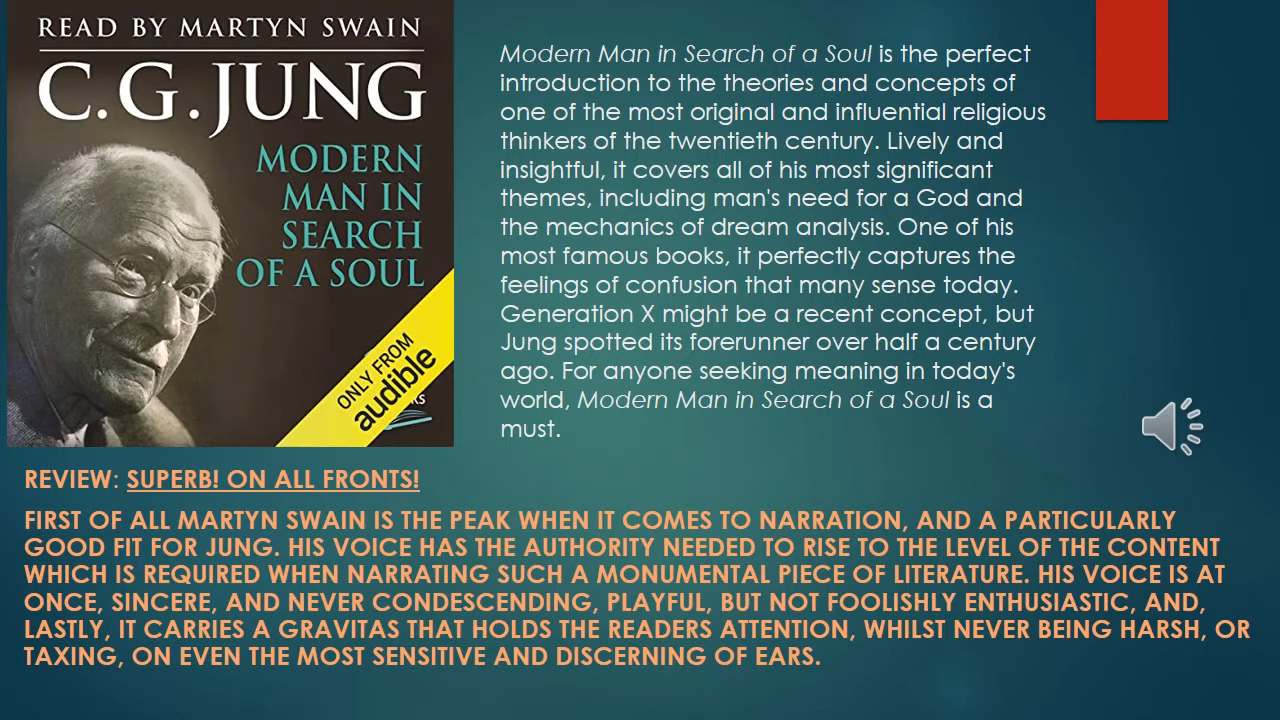 READ BY MARTYN SWAIN
C.G. JUNG
MODERN
MAN IN
SEARCH
OF A SOUL
ONLY FROM
audible
Modern Man in Search of a Soul is the perfect
introduction to the theories and concepts of
one of the most original and influential religious
thinkers of the twentieth century. Lively and
insightful, it covers all of his most significant
themes, including man's need for a God and
the mechanics of dream analysis. One of his
most famous books, it perfectly captures the
feelings of confusion that many sense today.
Generation X might be a recent concept, but
Jung spotted its forerunner over half a century
ago. For anyone seeking meaning in today's
world, Modern Man in Search of a Soul is a
must.
REVIEW: SUPERB! ON ALL FRONTS!
FIRST OF ALL MARTYN SWAIN IS THE PEAK WHEN IT COMES TO NARRATION, AND A PARTICULARLY
GOOD FIT FOR JUNG. HIS VOICE HAS THE AUTHORITY NEEDED TO RISE TO THE LEVEL OF THE CONTENT
WHICH IS REQUIRED WHEN NARRATING SUCH A MONUMENTAL PIECE OF LITERATURE. HIS VOICE IS AT
ONCE, SINCERE, AND NEVER CONDESCENDING, PLAYFUL, BUT NOT FOOLISHLY ENTHUSIASTIC, AND,
LASTLY, IT CARRIES A GRAVITAS THAT HOLDS THE READERS ATTENTION, WHILST NEVER BEING HARSH, OR
TAXING, ON EVEN THE MOST SENSITIVE AND DISCERNING OF EARS.